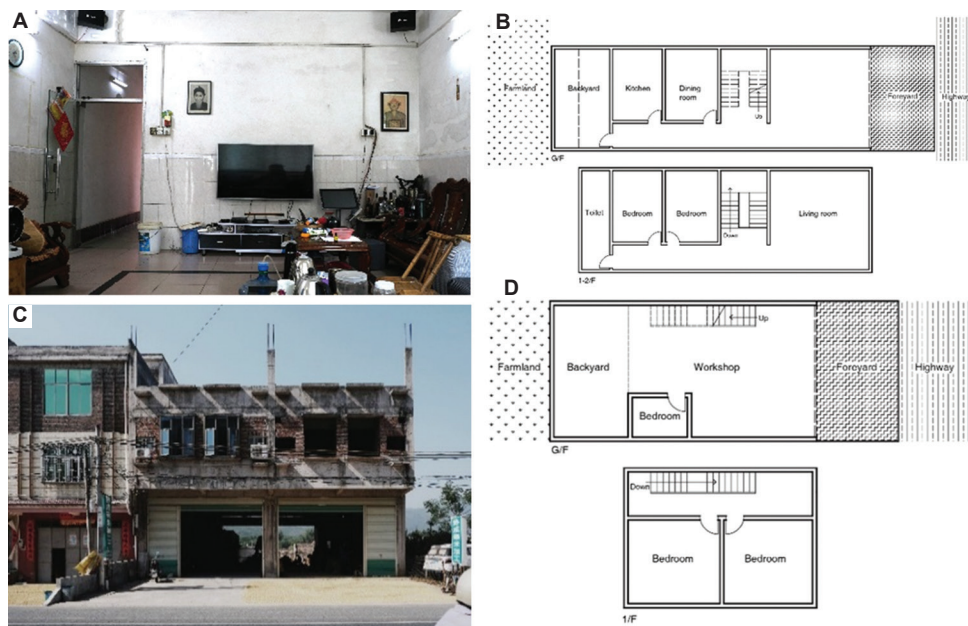 A
B
Farmland
Backyard
Kitchen
Dining
room
Up
Foreyard
Highway
G/F
Toilet
Bedroom
Bedroom
Down
Living room
1-2/F
C
D
Farmland
Backyard
Workshop
Up
Foreyard
Highway
Bedroom
G/F
Down
Bedroom
Bedroom
1/F